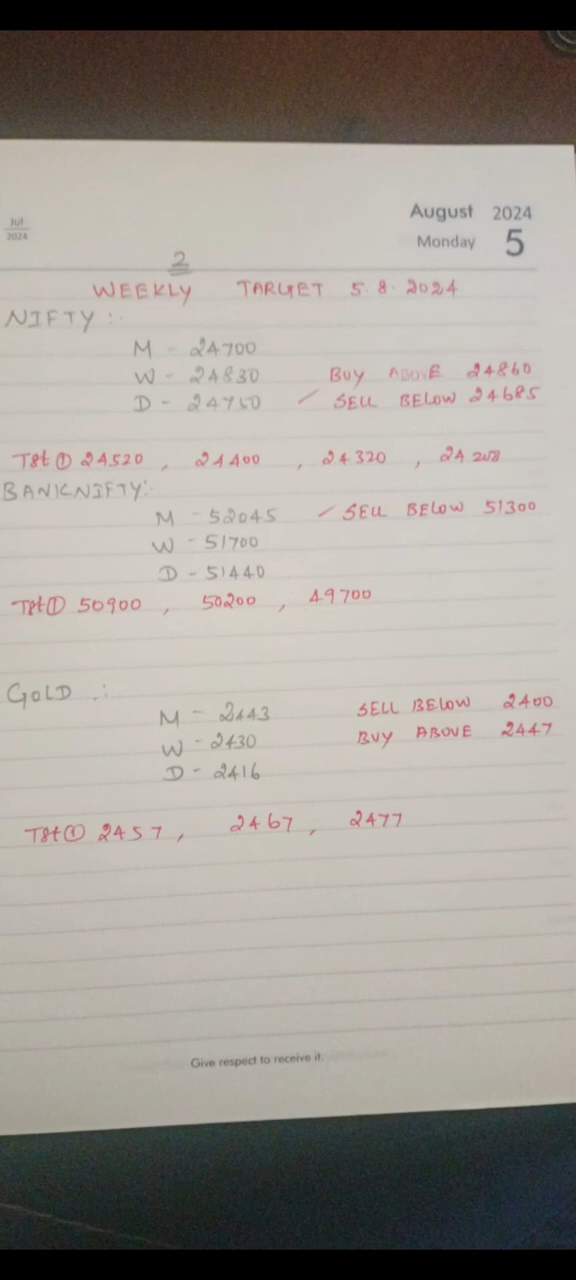 August 2024
Jul
2024
Monday 5
2
WEEKLY TARGET 5.8.2024
NIFTY :-
M - 24700
W - 24830 BUY ABOVE 24860
D - 24750 ✓ SELL BELOW 24685
Tgt ① 24520 , 24400 , 24320 , 24
BANKNIFTY:-
M - 52045 ✓ SELL BELOW 51300
W - 51700
D - 51440
Tgt ① 50900 , 50200 , 49700
GOLD :-
M - 2443 SELL BELOW 2400
W - 2430 BUY ABOVE 2447
D - 2416
Tgt ① 2457 , 2467 , 2477
Give respect to receive it.